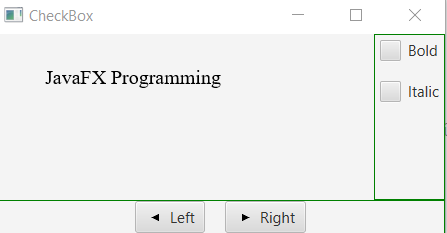 CheckBox
JavaFX Programming
Bold
Italic
Left
Right